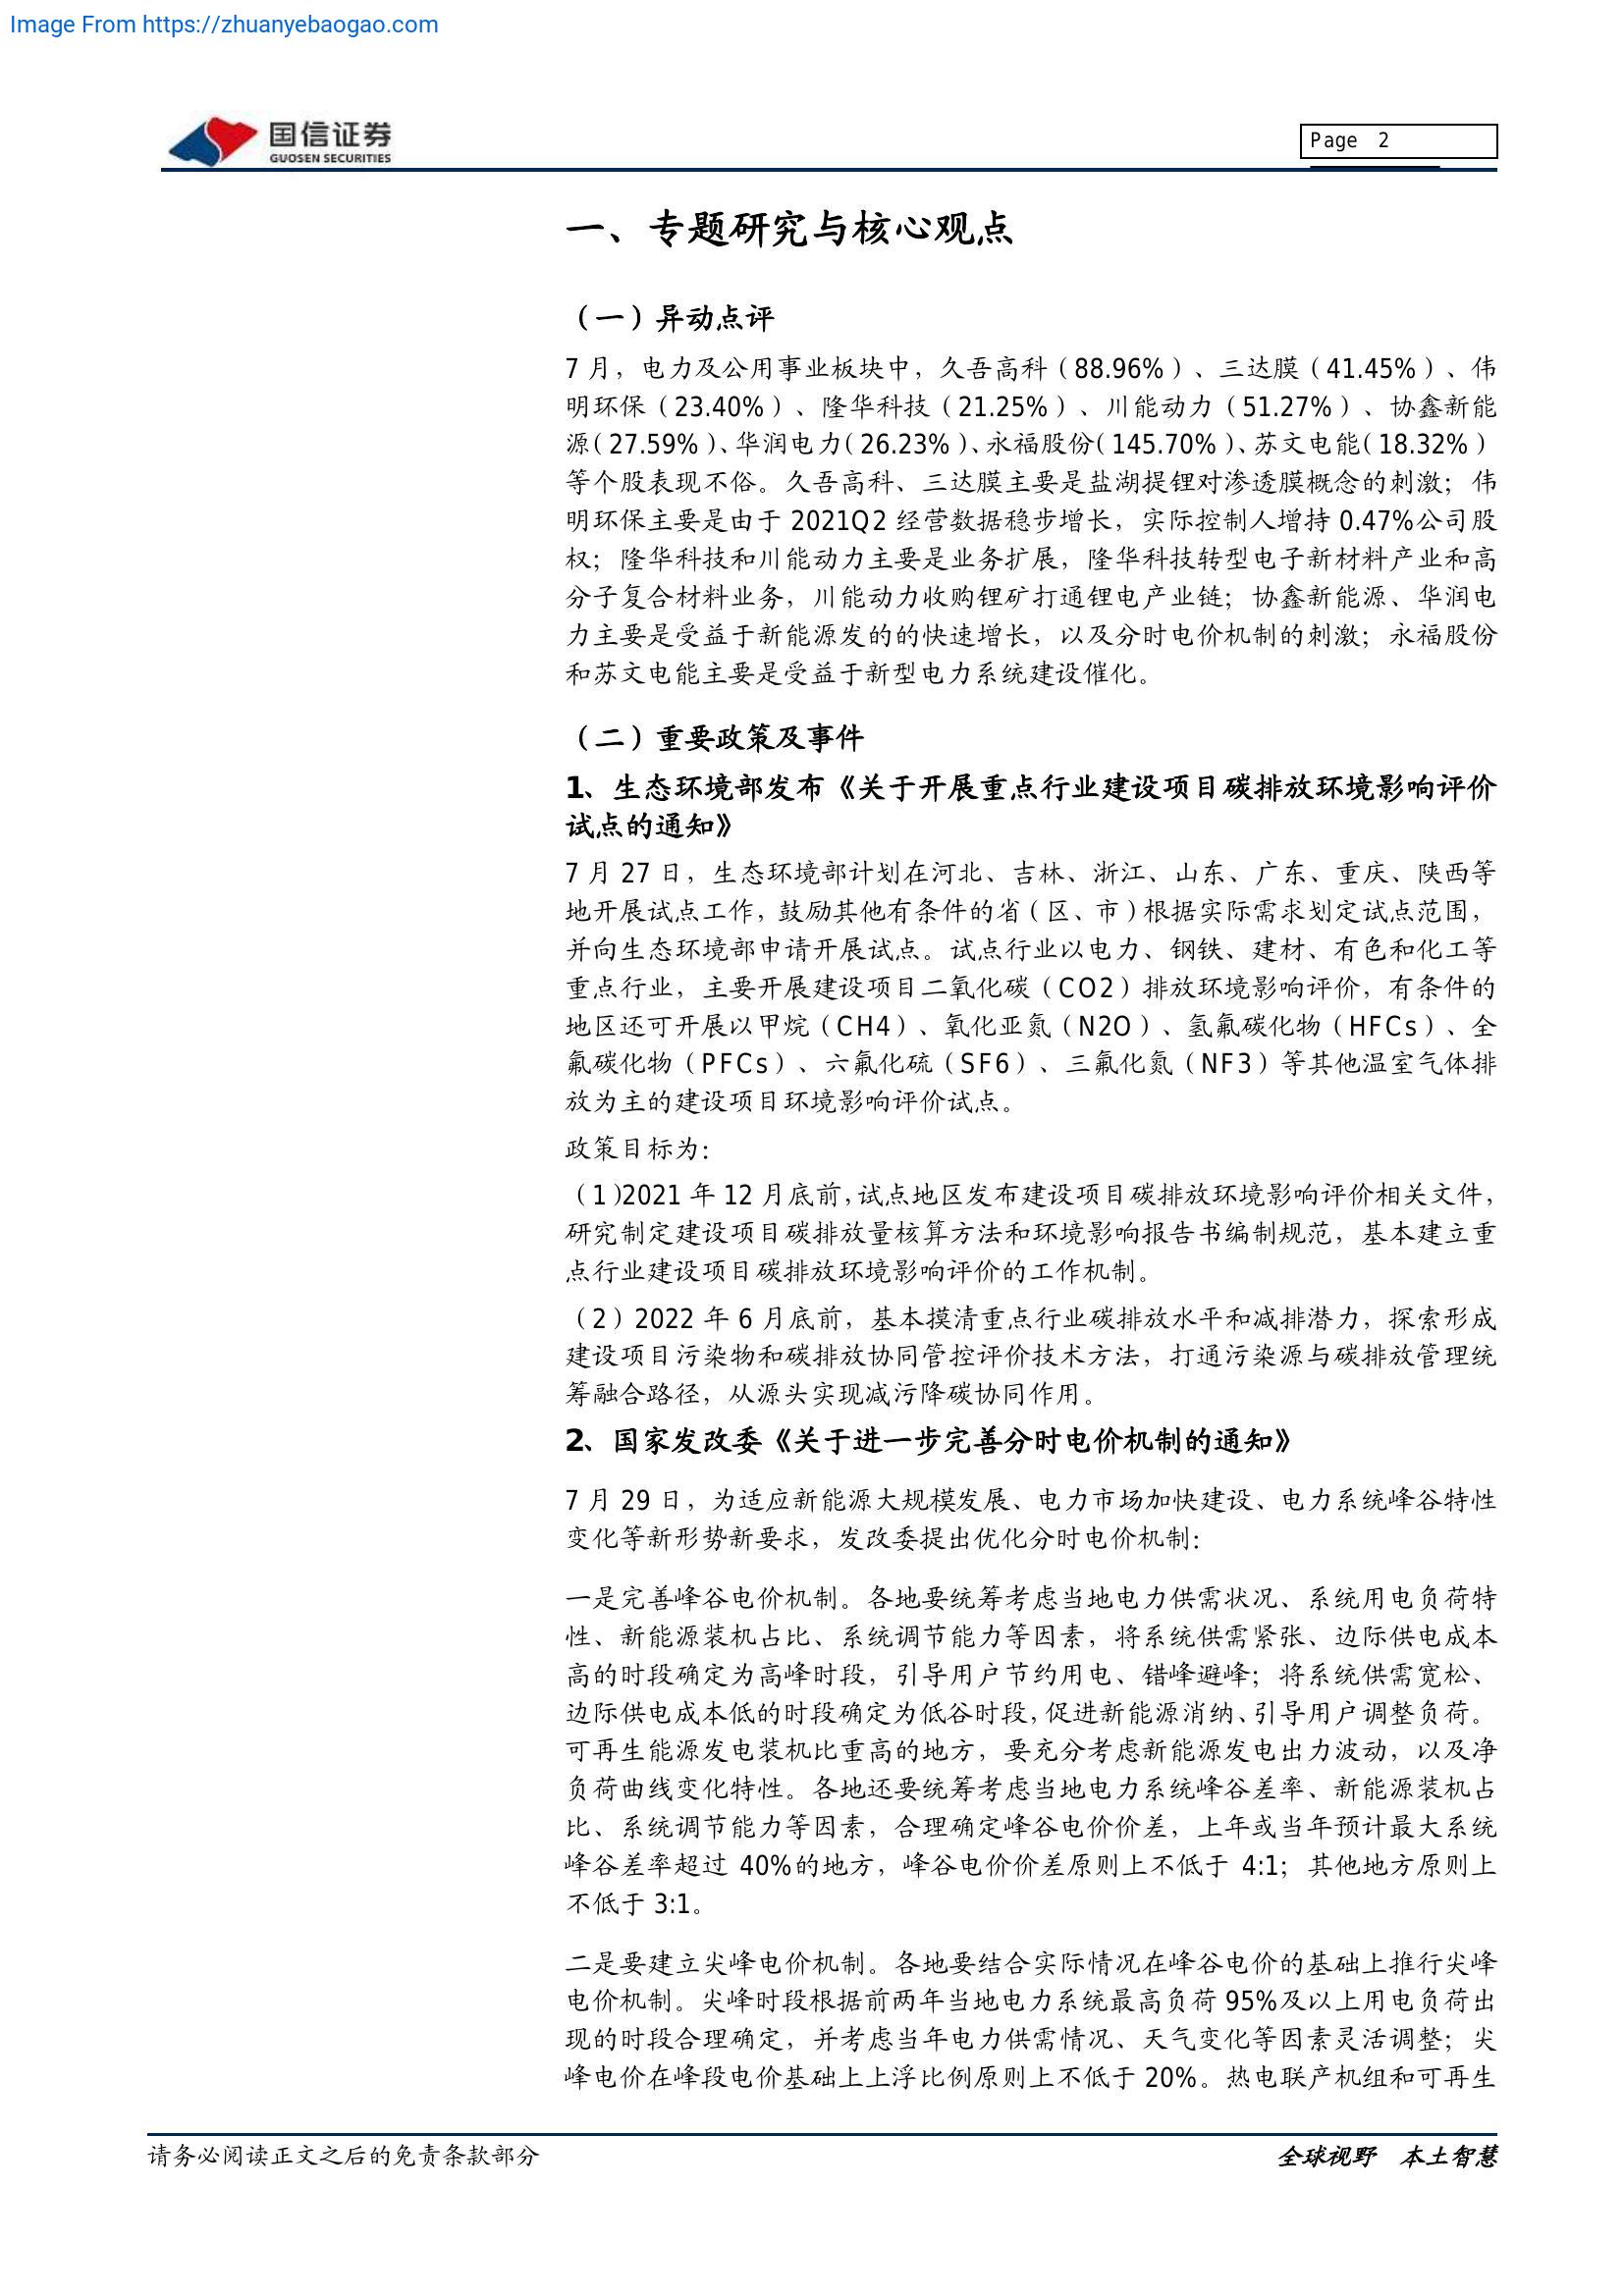 Image From https://zhuanyebaogao.com
国信证券
GUOSEN SECURITIES
Page 2
一、专题研究与核心观点
（一）异动点评
7 月，电力及公用事业板块中，久吾高科（88.96%）、三达膜（41.45%）、伟
明环保（23.40%）、隆华科技（21.25%）、川能动力（51.27%）、协鑫新能
源（27.59%）、华润电力（26.23%）、永福股份（145.70%）、苏文电能（18.32%）
等个股表现不俗。久吾高科、三达膜主要是盐湖提锂对渗透膜概念的刺激；伟
明环保主要是由于 2021Q2 经营数据稳步增长，实际控制人增持 0.47%公司股
权；隆华科技和川能动力主要是业务扩展，隆华科技转型电子新材料产业和高
分子复合材料业务，川能动力收购锂矿打通锂电产业链；协鑫新能源、华润电
力主要是受益于新能源发的的快速增长，以及分时电价机制的刺激；永福股份
和苏文电能主要是受益于新型电力系统建设催化。
（二）重要政策及事件
1、生态环境部发布《关于开展重点行业建设项目碳排放环境影响评价
试点的通知》
7 月 27 日，生态环境部计划在河北、吉林、浙江、山东、广东、重庆、陕西等
地开展试点工作，鼓励其他有条件的省（区、市）根据实际需求划定试点范围，
并向生态环境部申请开展试点。试点行业以电力、钢铁、建材、有色和化工等
重点行业，主要开展建设项目二氧化碳（CO2）排放环境影响评价，有条件的
地区还可开展以甲烷（CH4）、氧化亚氮（N2O）、氢氟碳化物（HFCs）、全
氟碳化物（PFCs）、六氟化硫（SF6）、三氟化氮（NF3）等其他温室气体排
放为主的建设项目环境影响评价试点。
政策目标为：
（1）2021 年 12 月底前，试点地区发布建设项目碳排放环境影响评价相关文件，
研究制定建设项目碳排放量核算方法和环境影响报告书编制规范，基本建立重
点行业建设项目碳排放环境影响评价的工作机制。
（2）2022 年 6 月底前，基本摸清重点行业碳排放水平和减排潜力，探索形成
建设项目污染物和碳排放协同管控评价技术方法，打通污染源与碳排放管理统
筹融合路径，从源头实现减污降碳协同作用。
2、国家发改委《关于进一步完善分时电价机制的通知》
7 月 29 日，为适应新能源大规模发展、电力市场加快建设、电力系统峰谷特性
变化等新形势新要求，发改委提出优化分时电价机制：
一是完善峰谷电价机制。各地要统筹考虑当地电力供需状况、系统用电负荷特
性、新能源装机占比、系统调节能力等因素，将系统供需紧张、边际供电成本
高的时段确定为高峰时段，引导用户节约用电、错峰避峰；将系统供需宽松、
边际供电成本低的时段确定为低谷时段，促进新能源消纳、引导用户调整负荷。
可再生能源发电装机比重高的地方，要充分考虑新能源发电出力波动，以及净
负荷曲线变化特性。各地还要统筹考虑当地电力系统峰谷差率、新能源装机占
比、系统调节能力等因素，合理确定峰谷电价价差，上年或当年预计最大系统
峰谷差率超过 40%的地方，峰谷电价价差原则上不低于 4:1；其他地方原则上
不低于 3:1。
二是要建立尖峰电价机制。各地要结合实际情况在峰谷电价的基础上推行尖峰
电价机制。尖峰时段根据前两年当地电力系统最高负荷 95%及以上用电负荷出
现的时段合理确定，并考虑当年电力供需情况、天气变化等因素灵活调整；尖
峰电价在峰段电价基础上上浮比例原则上不低于 20%。热电联产机组和可再生
请务必阅读正文之后的免责条款部分
全球视野 本土智慧